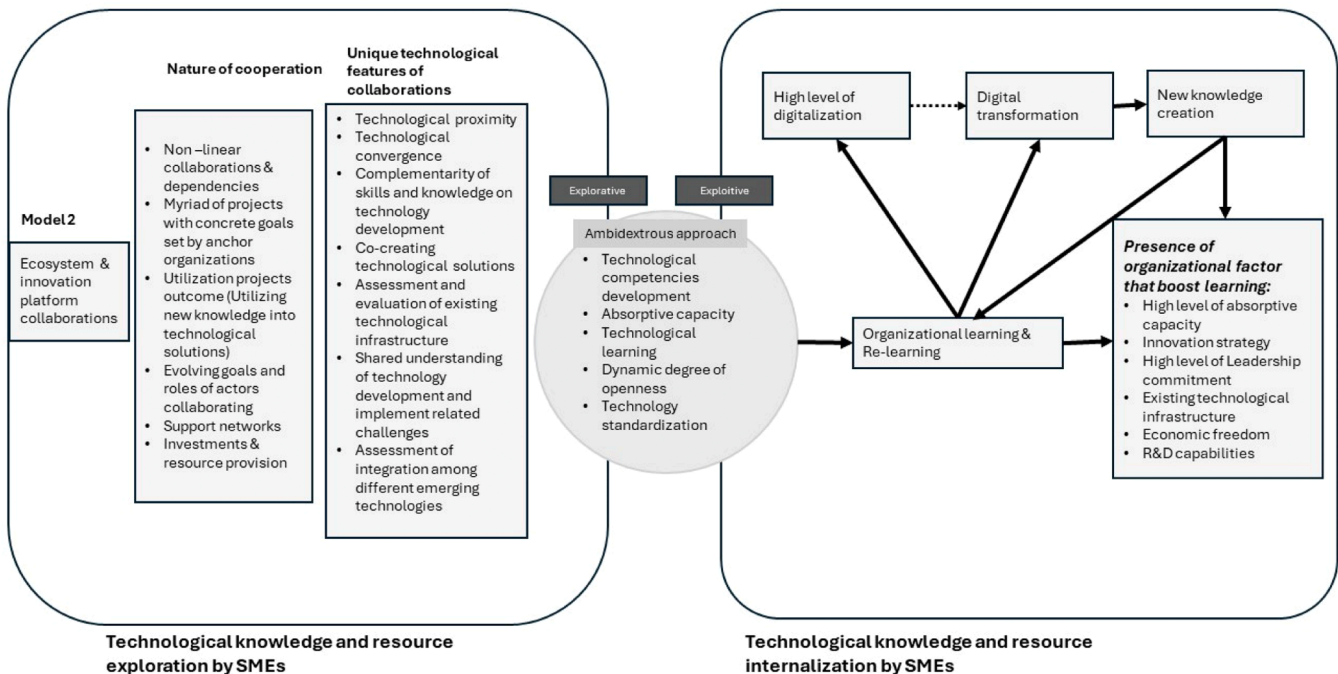 Model 2
Ecosystem &
innovation
platform
collaborations
Nature of cooperation
• Non –linear
collaborations &
dependencies
• Myriad of projects
with concrete goals
set by anchor
organizations
• Utilization projects
outcome (Utilizing
new knowledge into
technological
solutions)
• Evolving goals and
roles of actors
collaborating
• Support networks
• Investments &
resource provision
Unique technological
features of
collaborations
• Technological proximity
• Technological
convergence
• Complementarity of
skills and knowledge on
technology
development
• Co-creating
technological solutions
• Assessment and
evaluation of existing
technological
infrastructure
• Shared understanding
of technology
development and
implement related
challenges
• Assessment of
integration among
different emerging
technologies
Technological knowledge and resource
exploration by SMEs
Explorative
Exploitive
Ambidextrous approach
• Technological
competencies
development
• Absorptive capacity
• Technological
learning
• Dynamic degree of
openness
• Technology
standardization
High level of
digitalization
Digital
transformation
New knowledge
creation
Organizational learning &
Re-learning
Presence of
organizational factor
that boost learning:
• High level of absorptive
capacity
• Innovation strategy
• High level of Leadership
commitment
• Existing technological
infrastructure
• Economic freedom
• R&D capabilities
Technological knowledge and resource
internalization by SMEs